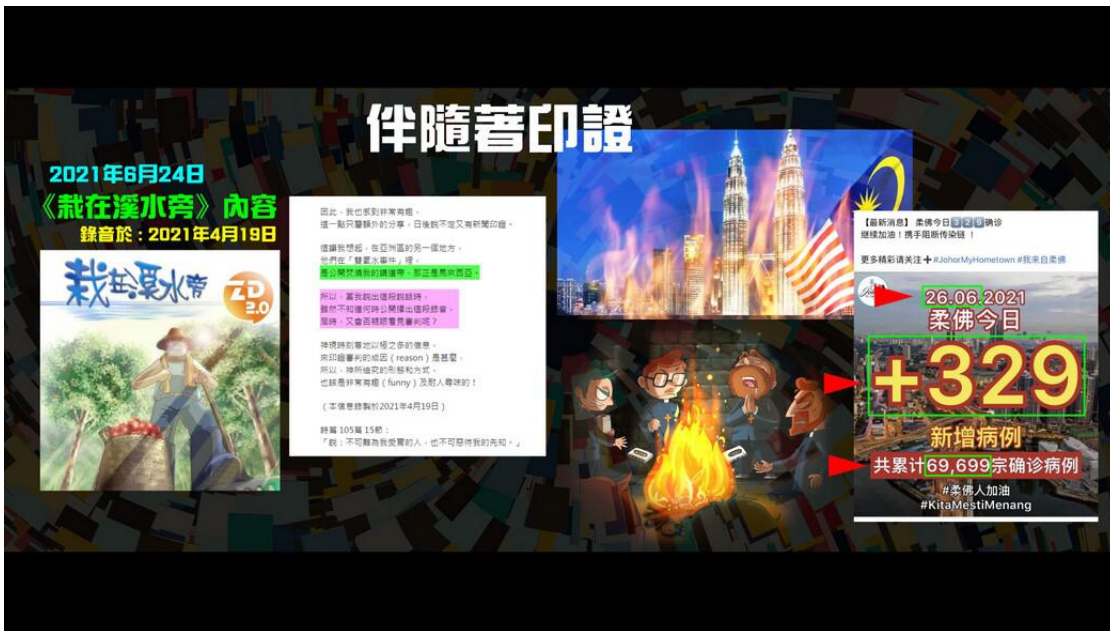 伴隨著印證
2021年6月24日
《栽在溪水旁》內容
錄音於：2021年4月19日
栽在溪水旁
ZD
2.0
因此，我也感到非常有趣，
這一點只屬額外的分享，日後說不定又有新聞印證。
這讓我想起，在亞洲區的另一個地方，
他們在「雙氧水事件」裡，
是公開焚燒我的講道帶，那正是馬來西亞。
所以，當我說出這段說話時，
雖然不知道何時公開播出這段錄音，
屆時，又會否親眼看見審判呢？
神現時刻意地以極之多的信息，
來印證審判的成因（reason）是甚麼，
所以，神所追究的形態和方式，
也該是非常有趣（funny）及耐人尋味的！
（本信息錄製於2021年4月19日）
詩篇 105篇 15節：
「說：不可難為我受膏的人，也不可惡待我的先知。」
【最新消息】 柔佛今日329确诊
继续加油！携手阻断传染链 ！
更多精彩请关注➕#JohorMyHometown #我来自柔佛
26.06.2021
柔佛今日
+329
新增病例
共累计69,699宗确诊病例
#柔佛人加油
#KitaMestiMenang